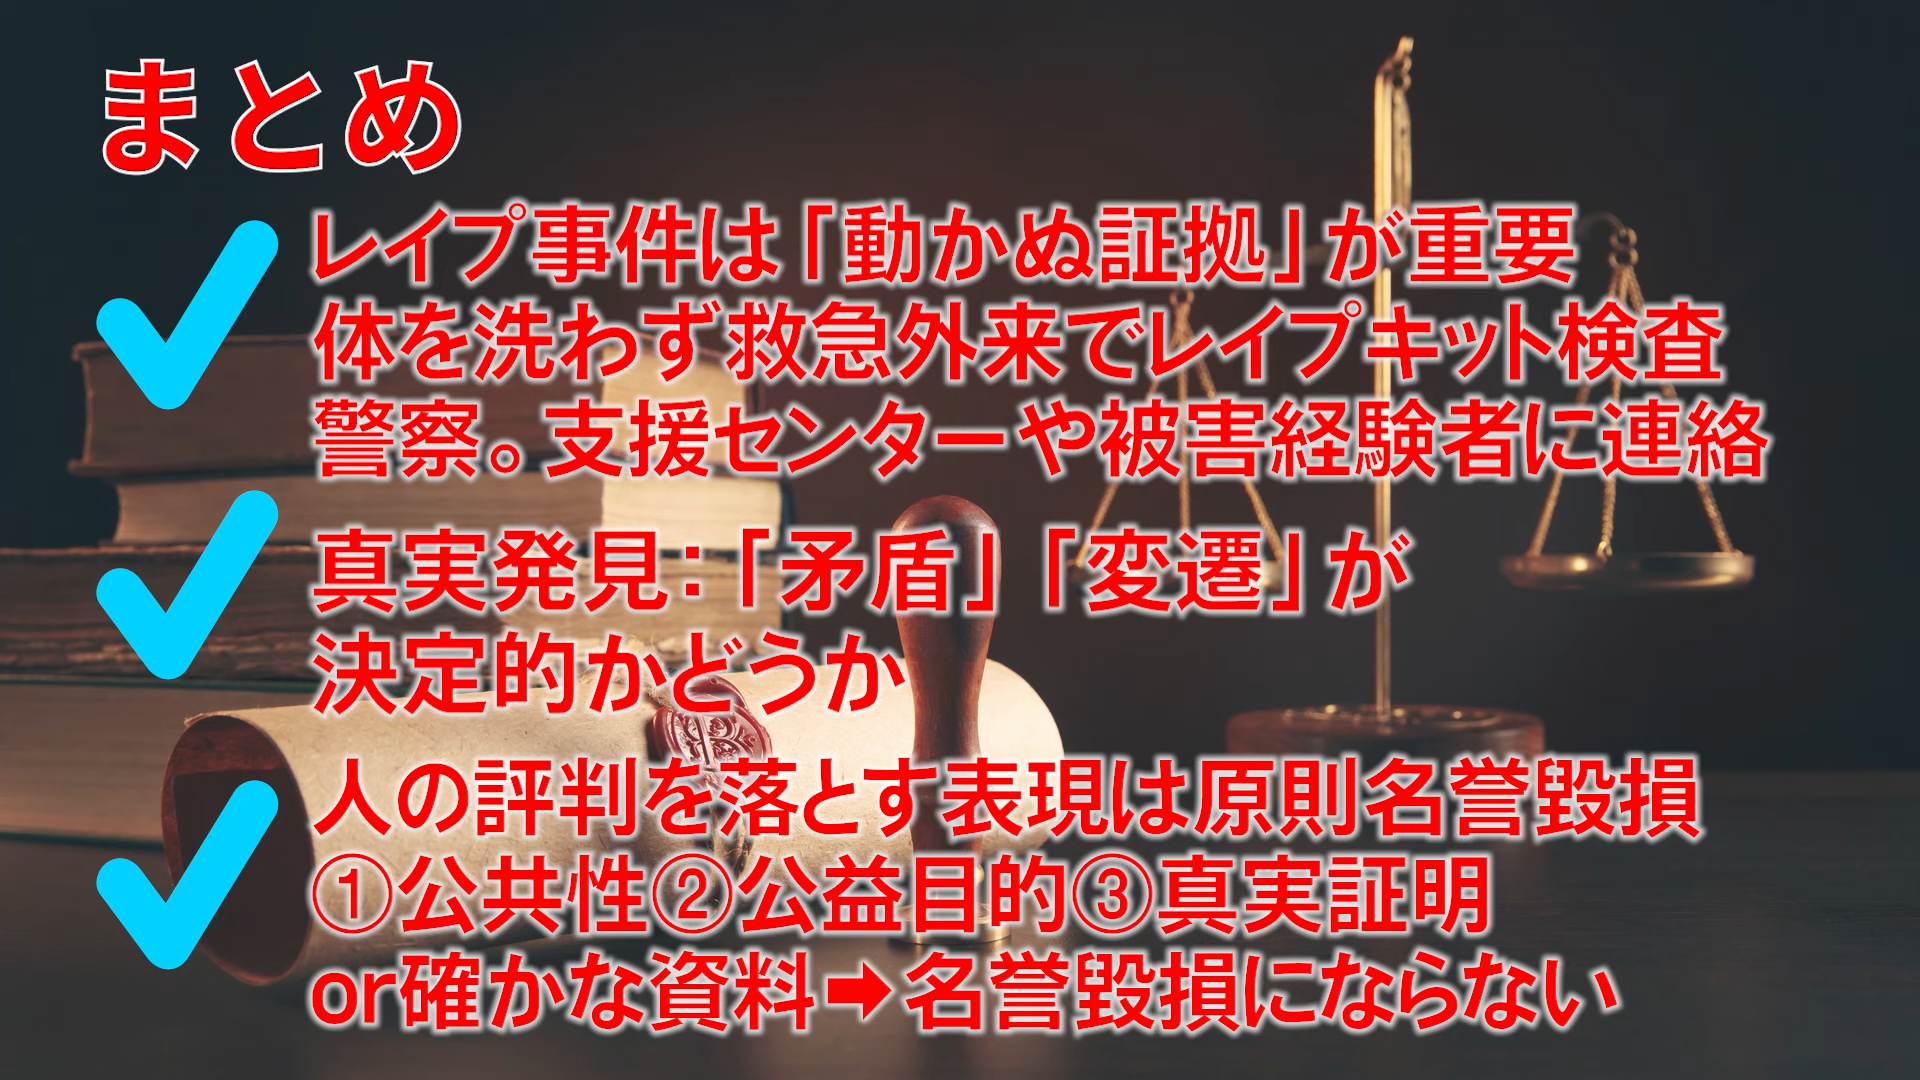 まとめ
レイプ事件は「動かぬ証拠」が重要
体を洗わず救急外来でレイプキット検査
警察。支援センターや被害経験者に連絡
真実発見：「矛盾」「変遷」が
決定的かどうか
人の評判を落とす表現は原則名誉毀損
①公共性②公益目的③真実証明
or確かな資料➡名誉毀損にならない